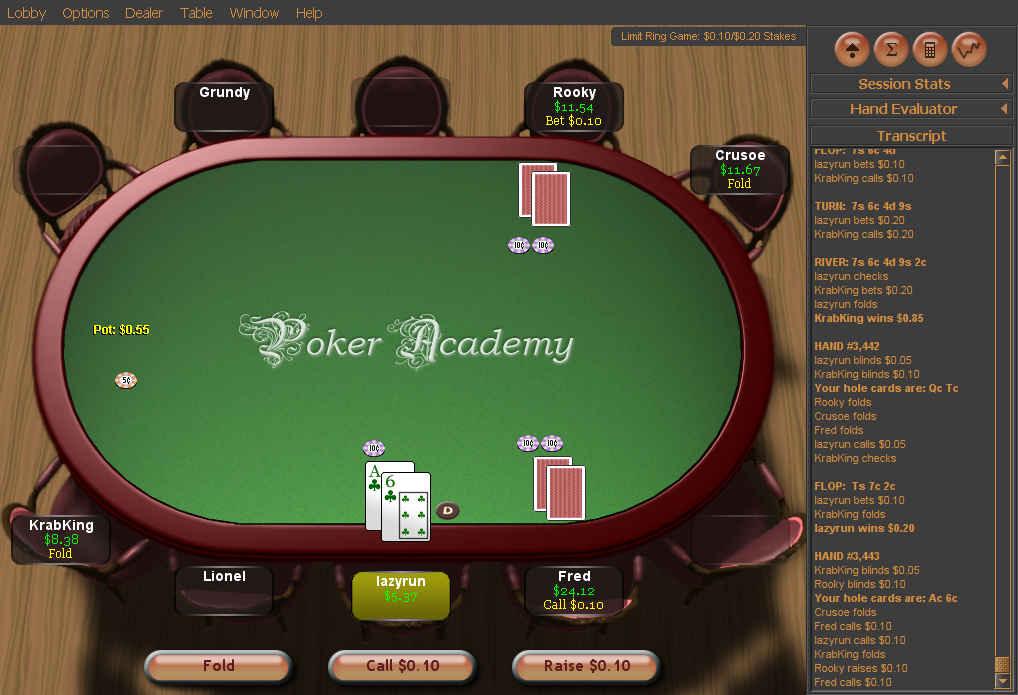 Lobby Options Dealer Table Window Help
Limit Ring Game: $0.10/$0.20 Stakes
Grundy
Rooky
$11.54
Bet $0.10
Crusoe
$11.67
Fold
10¢ 10¢
Pot: $0.55
Poker Academy
5¢
10¢
10¢ 10¢
A
6
D
KrabKing
$8.38
Fold
Lionel
lazyrun
$5.37
Fred
$24.12
Call $0.10
Fold
Call $0.10
Raise $0.10
Σ
Session Stats
Hand Evaluator
Transcript
FLOP: 7s 6c 4d
lazyrun bets $0.10
KrabKing calls $0.10
TURN: 7s 6c 4d 9s
lazyrun bets $0.20
KrabKing calls $0.20
RIVER: 7s 6c 4d 9s 2c
lazyrun checks
KrabKing bets $0.20
lazyrun folds
KrabKing wins $0.85
HAND #3,442
lazyrun blinds $0.05
KrabKing blinds $0.10
Your hole cards are: Qc Tc
Rooky folds
Crusoe folds
Fred folds
lazyrun calls $0.05
KrabKing checks
FLOP: Ts 7c 2c
lazyrun bets $0.10
KrabKing folds
lazyrun wins $0.20
HAND #3,443
KrabKing blinds $0.05
Rooky blinds $0.10
Your hole cards are: Ac 6c
Crusoe folds
Fred calls $0.10
lazyrun calls $0.10
KrabKing folds
Rooky raises $0.10
Fred calls $0.10